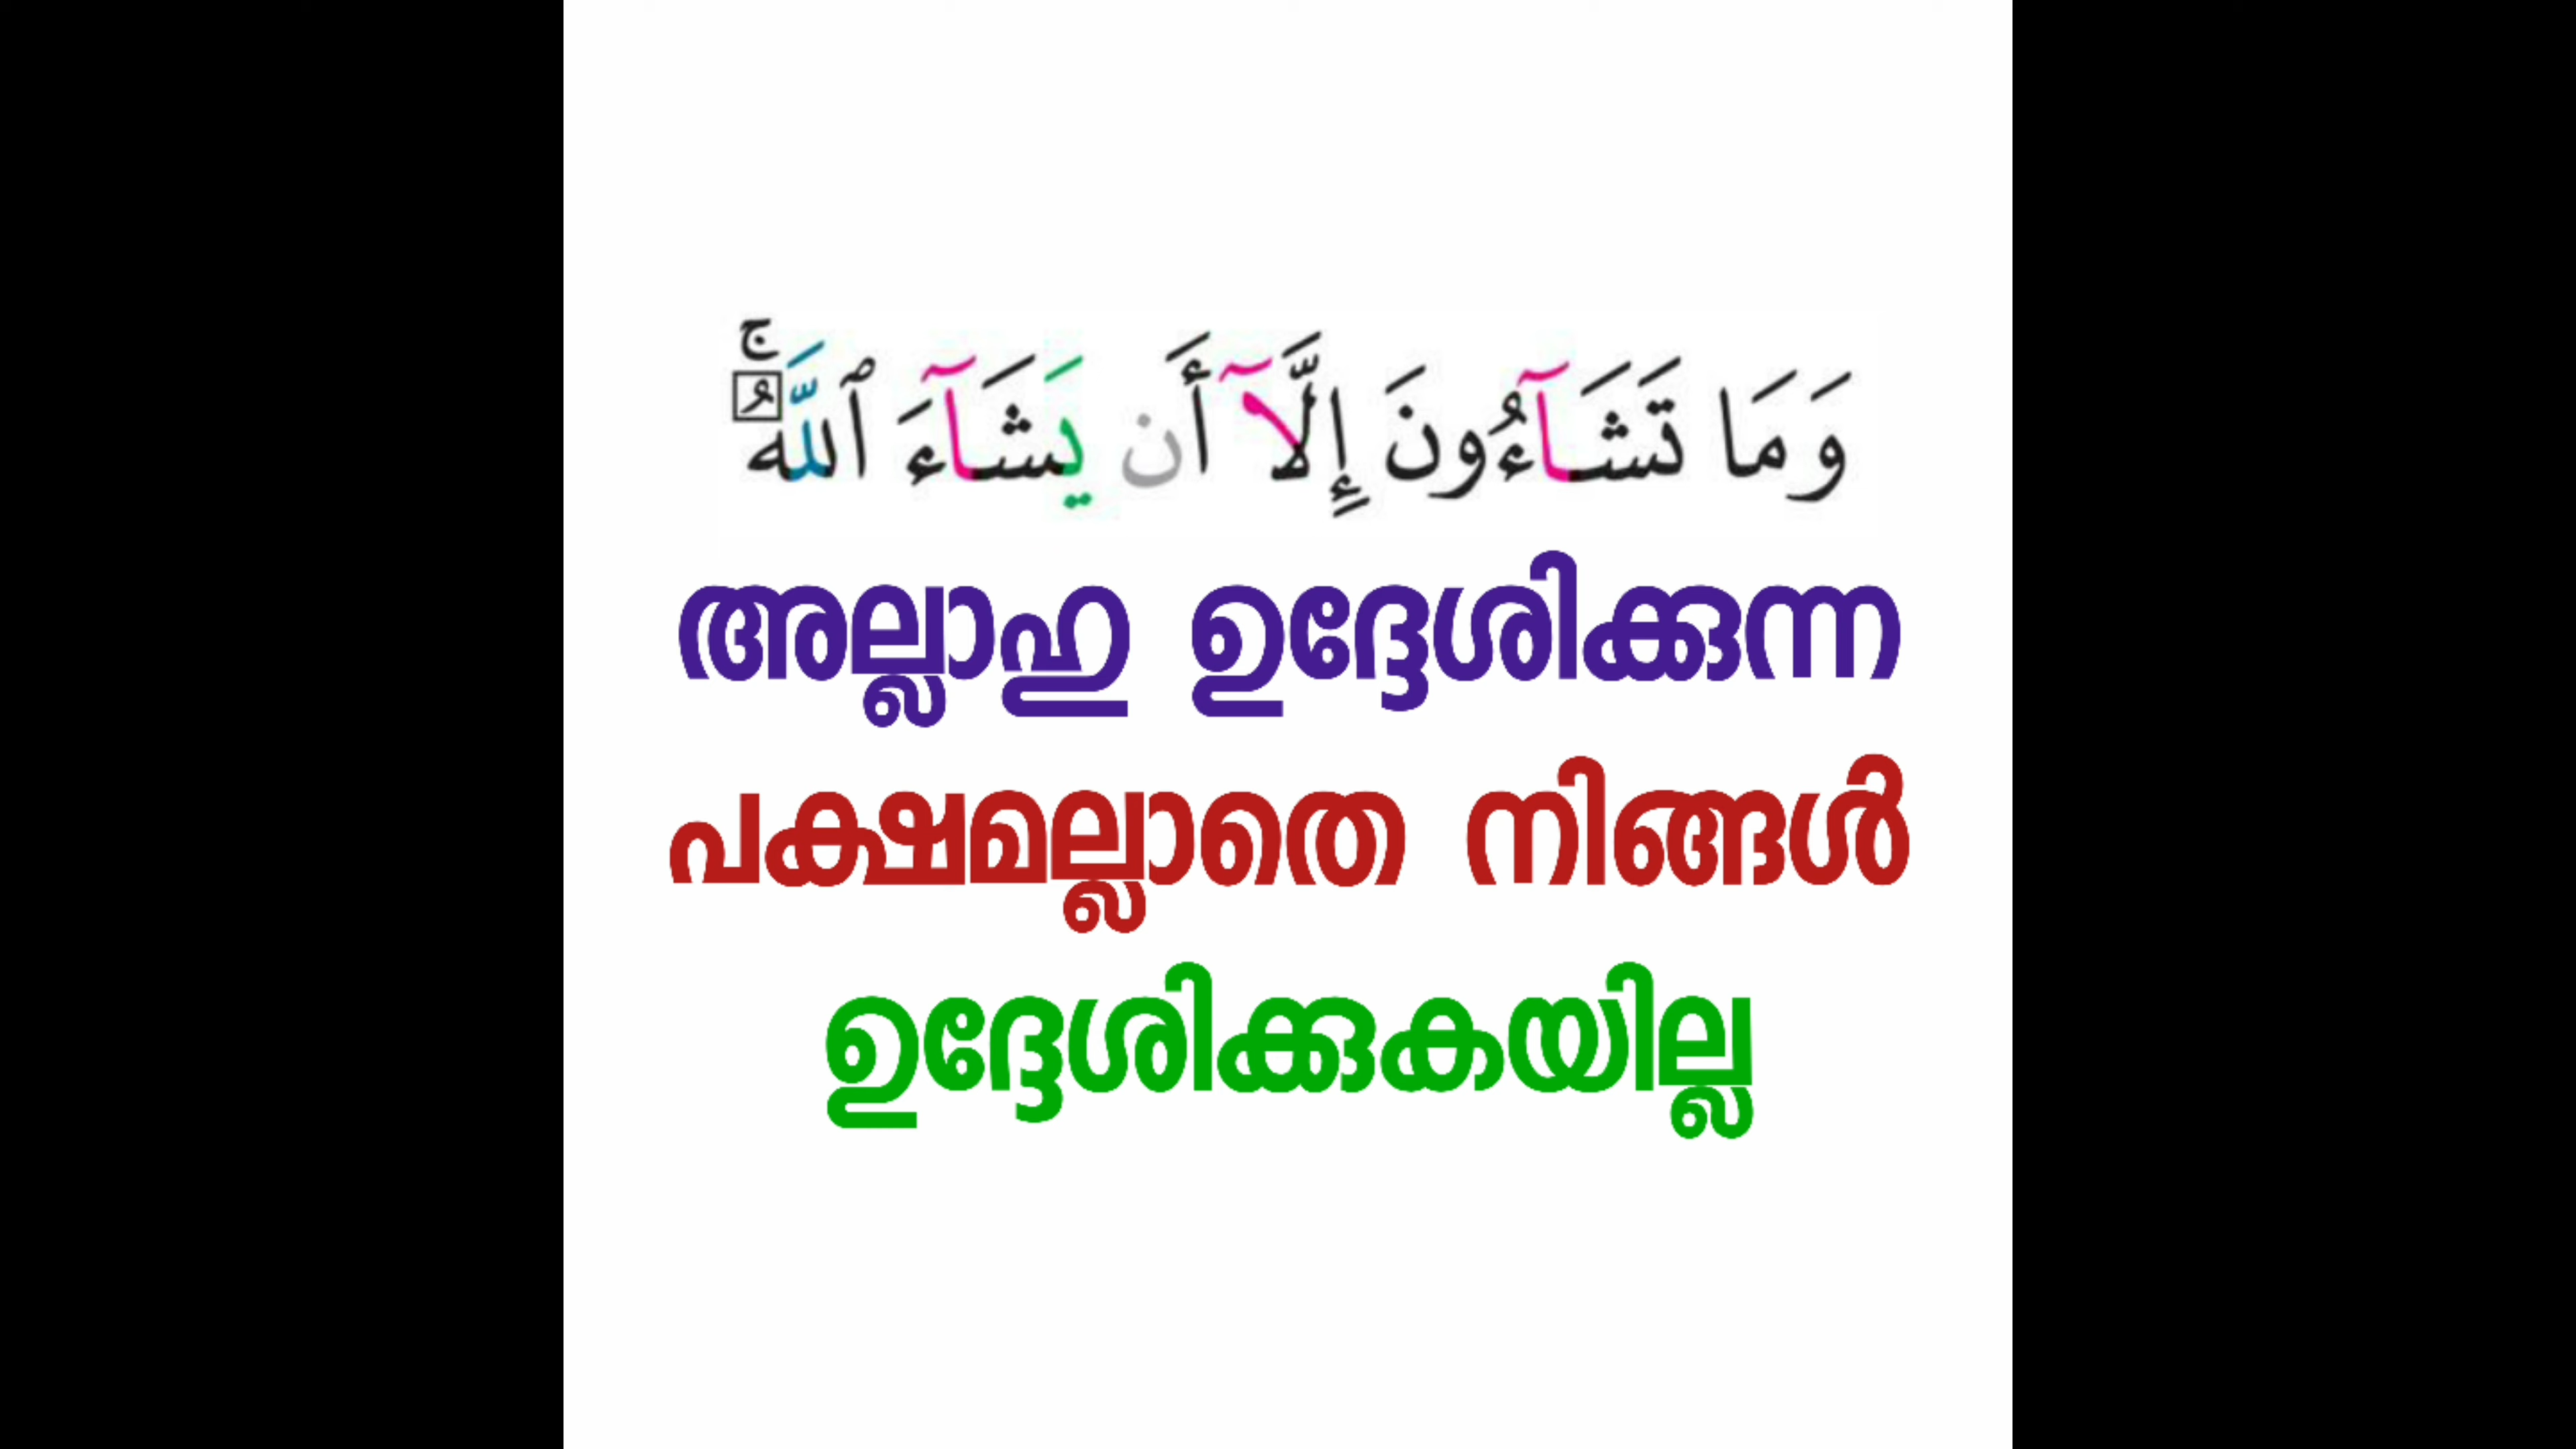 وَمَا تَشَآءُونَ إِلَّآ أَن يَشَآءَ ٱللَّهُ ۚ
അല്ലാഹു ഉദ്ദേശിക്കുന്ന
പക്ഷമല്ലാതെ നിങ്ങൾ
ഉദ്ദേശിക്കുകയില്ല